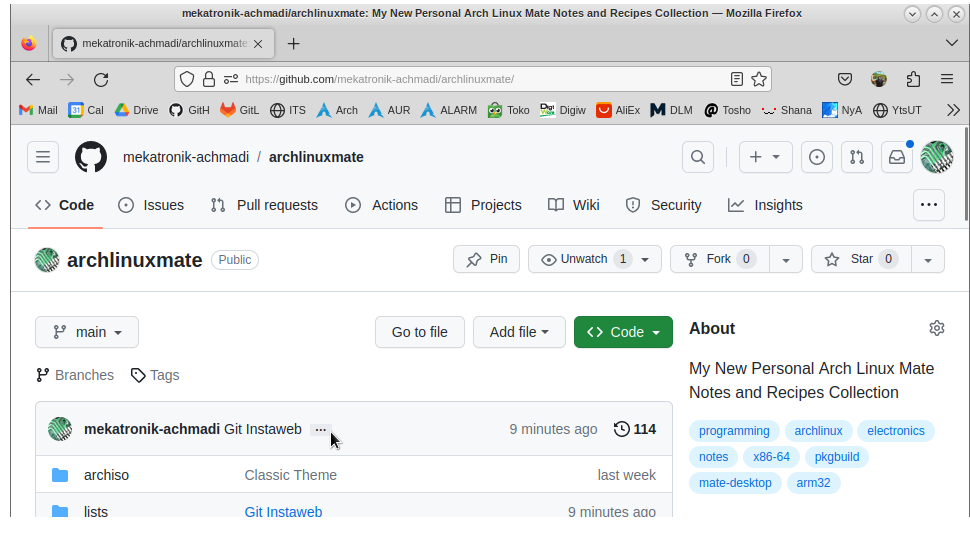 mekatronik-achmadi/archlinuxmate: My New Personal Arch Linux Mate Notes and Recipes Collection — Mozilla Firefox
mekatronik-achmadi/archlinuxmate
https://github.com/mekatronik-achmadi/archlinuxmate/
Mail 31 Cal Drive GitH GitL ITS Arch AUR ALARM Toko Digi Digiw AliEx DLM Tosho Shana NyA YtsUT
mekatronik-achmadi / archlinuxmate
Code Issues Pull requests Actions Projects Wiki Security Insights
archlinuxmate Public Pin Unwatch 1 Fork 0 Star 0
main Go to file Add file Code
Branches Tags
mekatronik-achmadi Git Instaweb 9 minutes ago 114
archiso Classic Theme last week
lists Git Instaweb 9 minutes ago
About
My New Personal Arch Linux Mate
Notes and Recipes Collection
programming archlinux electronics
notes x86-64 pkgbuild
mate-desktop arm32